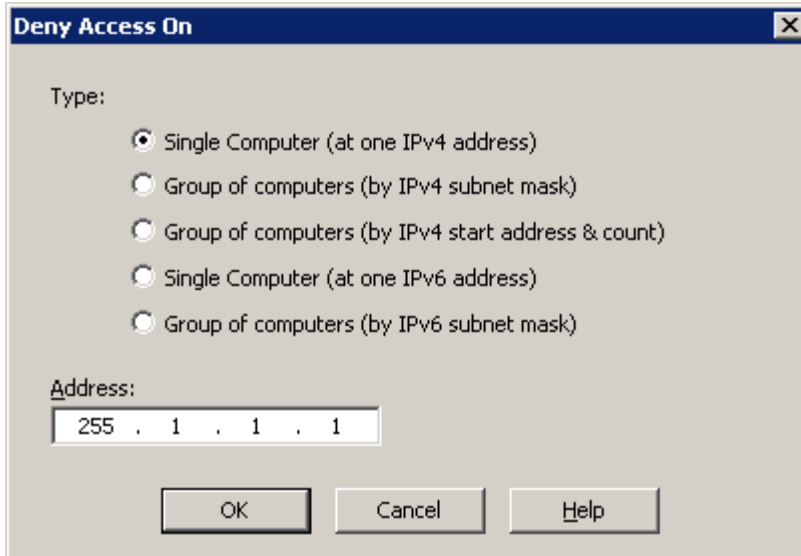 Deny Access On
Type:
Single Computer (at one IPv4 address)
Group of computers (by IPv4 subnet mask)
Group of computers (by IPv4 start address & count)
Single Computer (at one IPv6 address)
Group of computers (by IPv6 subnet mask)
Address:
255 . 1 . 1 . 1
OK Cancel Help